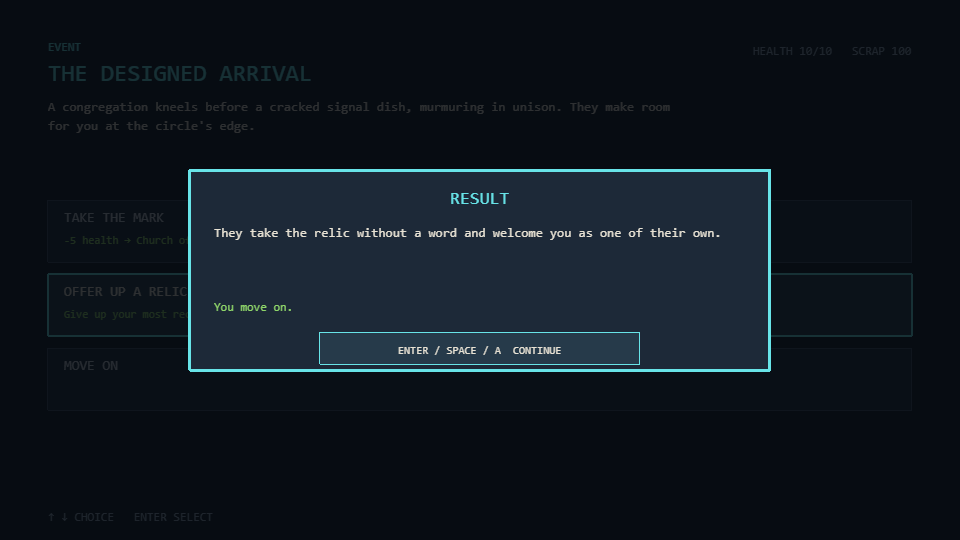 EVENT
HEALTH 10/10 SCRAP 100
THE DESIGNED ARRIVAL
A congregation kneels before a cracked signal dish, murmuring in unison. They make room
for you at the circle's edge.
RESULT
They take the relic without a word and welcome you as one of their own.
You move on.
ENTER / SPACE / A CONTINUE
TAKE THE MARK
-5 health → Church
OFFER UP A RELIC
Give up your most
MOVE ON
↑ ↓ CHOICE ENTER SELECT